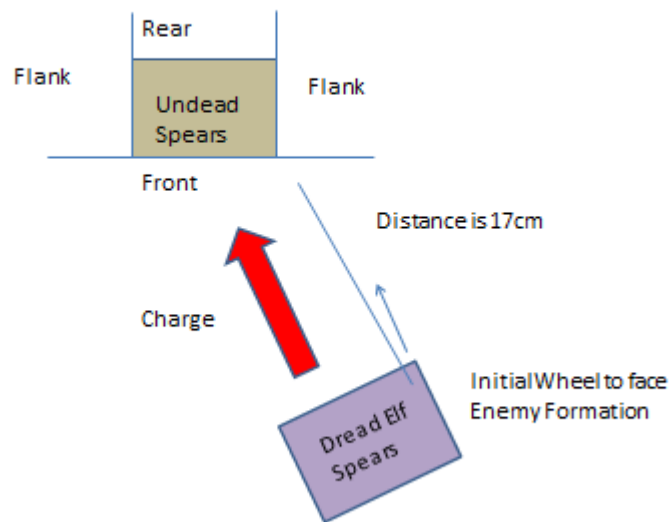 Rear
Flank
Flank
Undead
Spears
Front
Distance is 17cm
Charge
Initial Wheel to face
Enemy Formation
Dread Elf
Spears